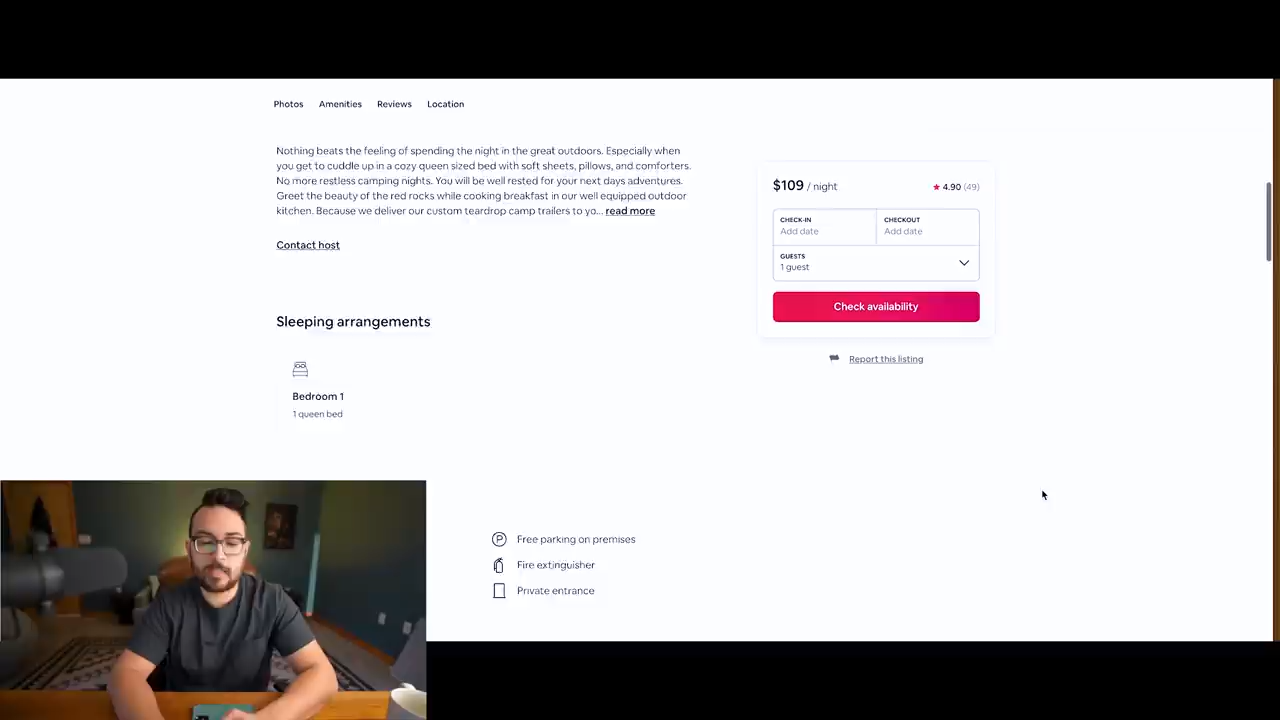 Photos Amenities Reviews Location
Nothing beats the feeling of spending the night in the great outdoors. Especially when
you get to cuddle up in a cozy queen sized bed with soft sheets, pillows, and comforters.
No more restless camping nights. You will be well rested for your next days adventures.
Greet the beauty of the red rocks while cooking breakfast in our well equipped outdoor
kitchen. Because we deliver our custom teardrop camp trailers to yo... read more
Contact host
$109 / night
4.90 (49)
CHECK-IN
Add date
CHECKOUT
Add date
GUESTS
1 guest
Check availability
Report this listing
Sleeping arrangements
Bedroom 1
1 queen bed
P Free parking on premises
Fire extinguisher
Private entrance